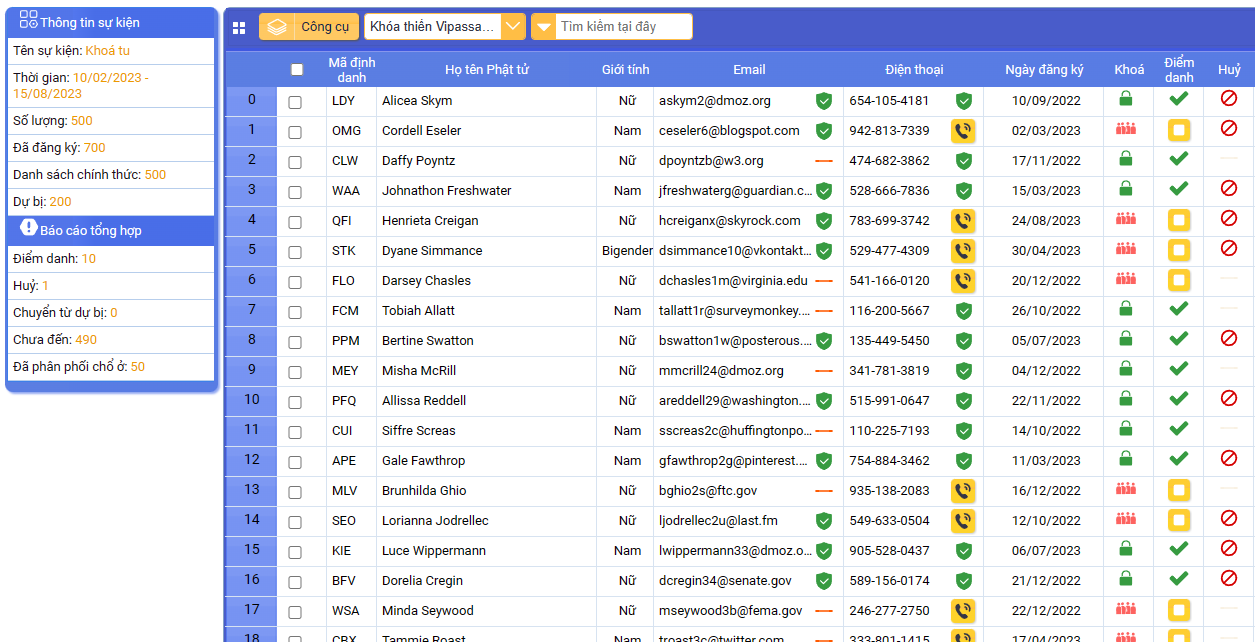 Thông tin sự kiện
Tên sự kiện: Khoá tu
Thời gian: 10/02/2023 -
15/08/2023
Số lượng: 500
Đã đăng ký: 700
Danh sách chính thức: 500
Dự bị: 200
Báo cáo tổng hợp
Điểm danh: 10
Huỷ: 1
Chuyển từ dự bị: 0
Chưa đến: 490
Đã phân phối chổ ở: 50
Công cụ Khóa thiền Vipassa... Tìm kiếm tại đây
Mã định danh Họ tên Phật tử Giới tính Email Điện thoại Ngày đăng ký Khoá Điểm danh Huỷ
0 LDY Alicea Skym Nữ askym2@dmoz.org 654-105-4181 10/09/2022
1 OMG Cordell Eseler Nam ceseler6@blogspot.com 942-813-7339 02/03/2023
2 CLW Daffy Poyntz Nữ dpoyntzb@w3.org 474-682-3862 17/11/2022
3 WAA Johnathon Freshwater Nam jfreshwaterg@guardian.c... 528-666-7836 15/03/2023
4 QFI Henrieta Creigan Nữ hcreiganx@skyrock.com 783-699-3742 24/08/2023
5 STK Dyane Simmance Bigender dsimmance10@vkontakt... 529-477-4309 30/04/2023
6 FLO Darsey Chasles Nữ dchasles1m@virginia.edu 541-166-0120 20/12/2022
7 FCM Tobiah Allatt Nam tallatt1r@surveymonkey.... 116-200-5667 26/10/2022
8 PPM Bertine Swatton Nữ bswatton1w@posterous.... 135-449-5450 05/07/2023
9 MEY Misha McRill Nữ mmcrill24@dmoz.org 341-781-3819 04/12/2022
10 PFQ Allissa Reddell Nữ areddell29@washington.... 515-991-0647 22/11/2022
11 CUI Siffre Screas Nam sscreas2c@huffingtonpo... 110-225-7193 14/10/2022
12 APE Gale Fawthrop Nam gfawthrop2g@pinterest.... 754-884-3462 11/03/2023
13 MLV Brunhilda Ghio Nữ bghio2s@ftc.gov 935-138-2083 16/12/2022
14 SEO Lorianna Jodrellec Nữ ljodrellec2u@last.fm 549-633-0504 12/10/2022
15 KIE Luce Wippermann Nam lwippermann33@dmoz.o... 905-528-0437 06/07/2023
16 BFV Dorelia Cregin Nữ dcregin34@senate.gov 589-156-0174 21/12/2022
17 WSA Minda Seywood Nữ mseywood3b@fema.gov 246-277-2750 22/12/2022
18 CBX Tammie Roast Nam troast3c@twitter.com 333-801-1415 17/04/2023